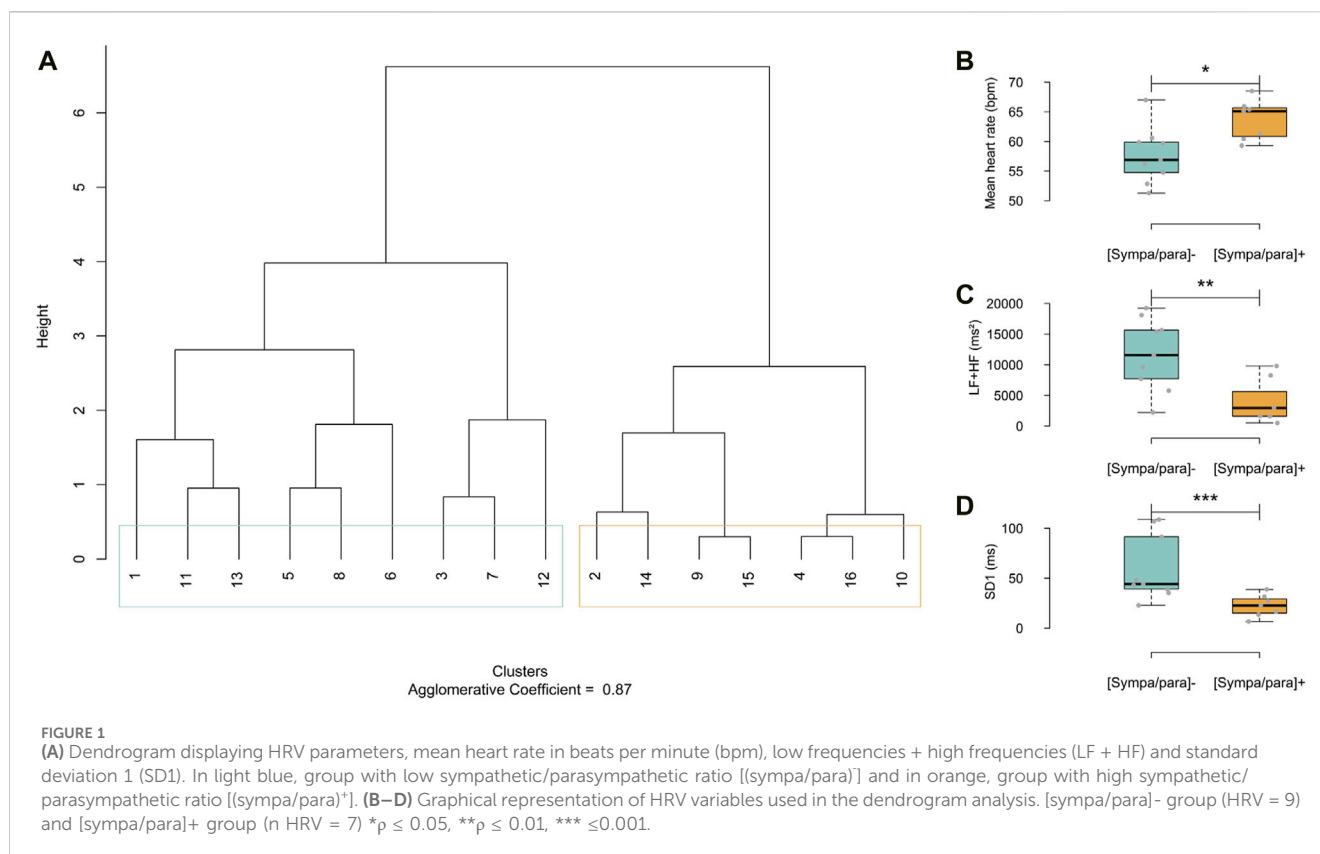 A
Height
6
5
4
3
2
1
0
1 11 13 5 8 6 3 7 12 2 14 9 15 4 16 10
Clusters
Agglomerative Coefficient = 0.87
B
*
Mean heart rate (bpm)
70
65
60
55
50
[Sympa/para]- [Sympa/para]+
C
**
LF+HF (ms²)
20000
15000
10000
5000
0
[Sympa/para]- [Sympa/para]+
D
***
SD1 (ms)
100
50
0
[Sympa/para]- [Sympa/para]+
FIGURE 1
(A) Dendrogram displaying HRV parameters, mean heart rate in beats per minute (bpm), low frequencies + high frequencies (LF + HF) and standard
deviation 1 (SD1). In light blue, group with low sympathetic/parasympathetic ratio [(sympa/para)⁻] and in orange, group with high sympathetic/
parasympathetic ratio [(sympa/para)⁺]. (B–D) Graphical representation of HRV variables used in the dendrogram analysis. [sympa/para]- group (HRV = 9)
and [sympa/para]+ group (n HRV = 7) *ρ ≤ 0.05, **ρ ≤ 0.01, *** ≤0.001.